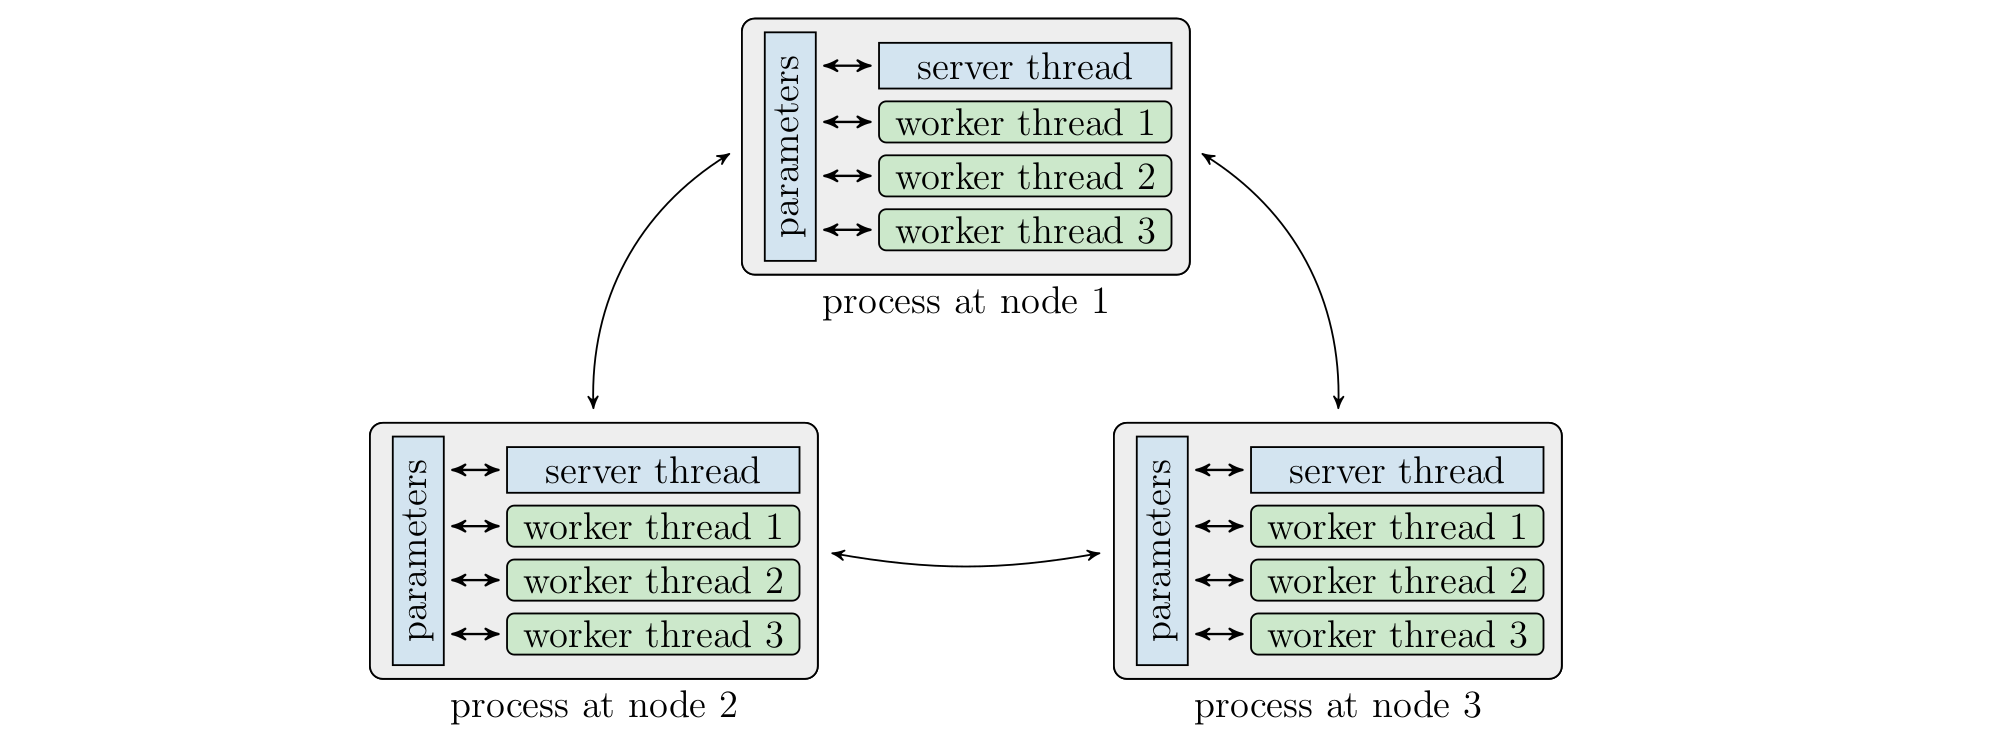 parameters
server thread
worker thread 1
worker thread 2
worker thread 3
process at node 1
parameters
server thread
worker thread 1
worker thread 2
worker thread 3
process at node 2
parameters
server thread
worker thread 1
worker thread 2
worker thread 3
process at node 3